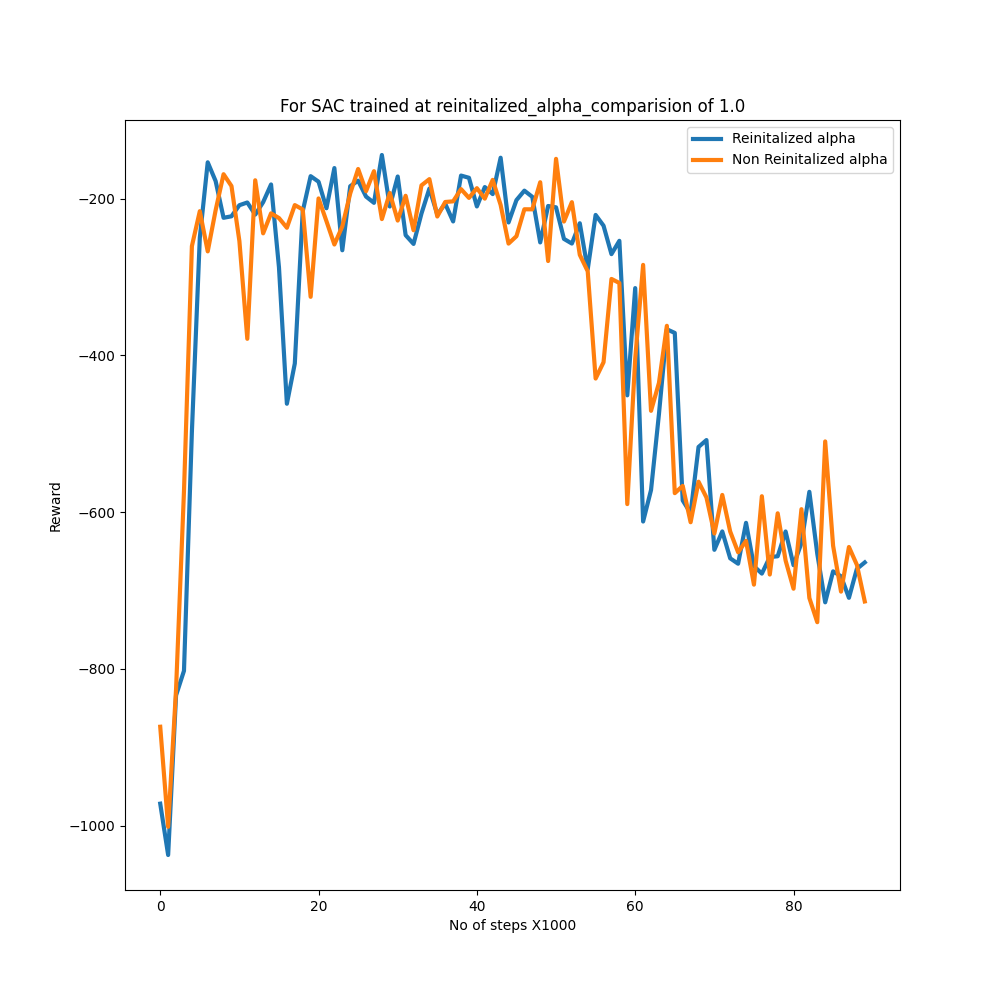 For SAC trained at reinitalized_alpha_comparision of 1.0
Reinitalized alpha
Non Reinitalized alpha
−200
−400
−600
−800
−1000
Reward
0 20 40 60 80
No of steps X1000